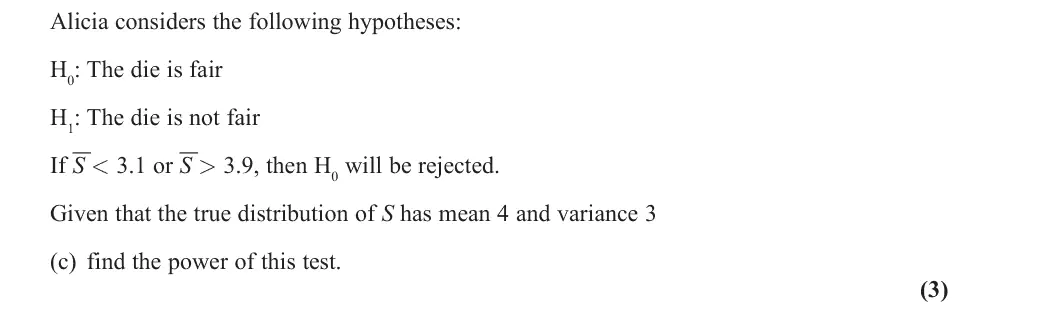 Alicia considers the following hypotheses:
H₀: The die is fair
H₁: The die is not fair
If S̅ < 3.1 or S̅ > 3.9, then H₀ will be rejected.
Given that the true distribution of S has mean 4 and variance 3
(c) find the power of this test.
(3)